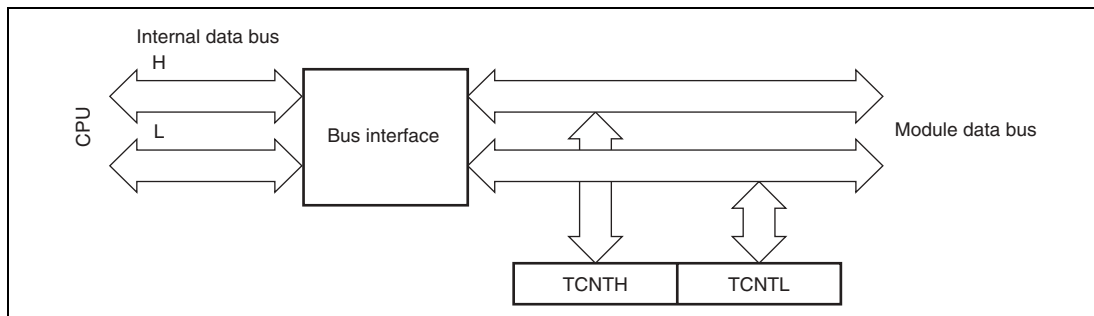 Internal data bus
H
CPU
L
Bus interface
Module data bus
TCNTH
TCNTL